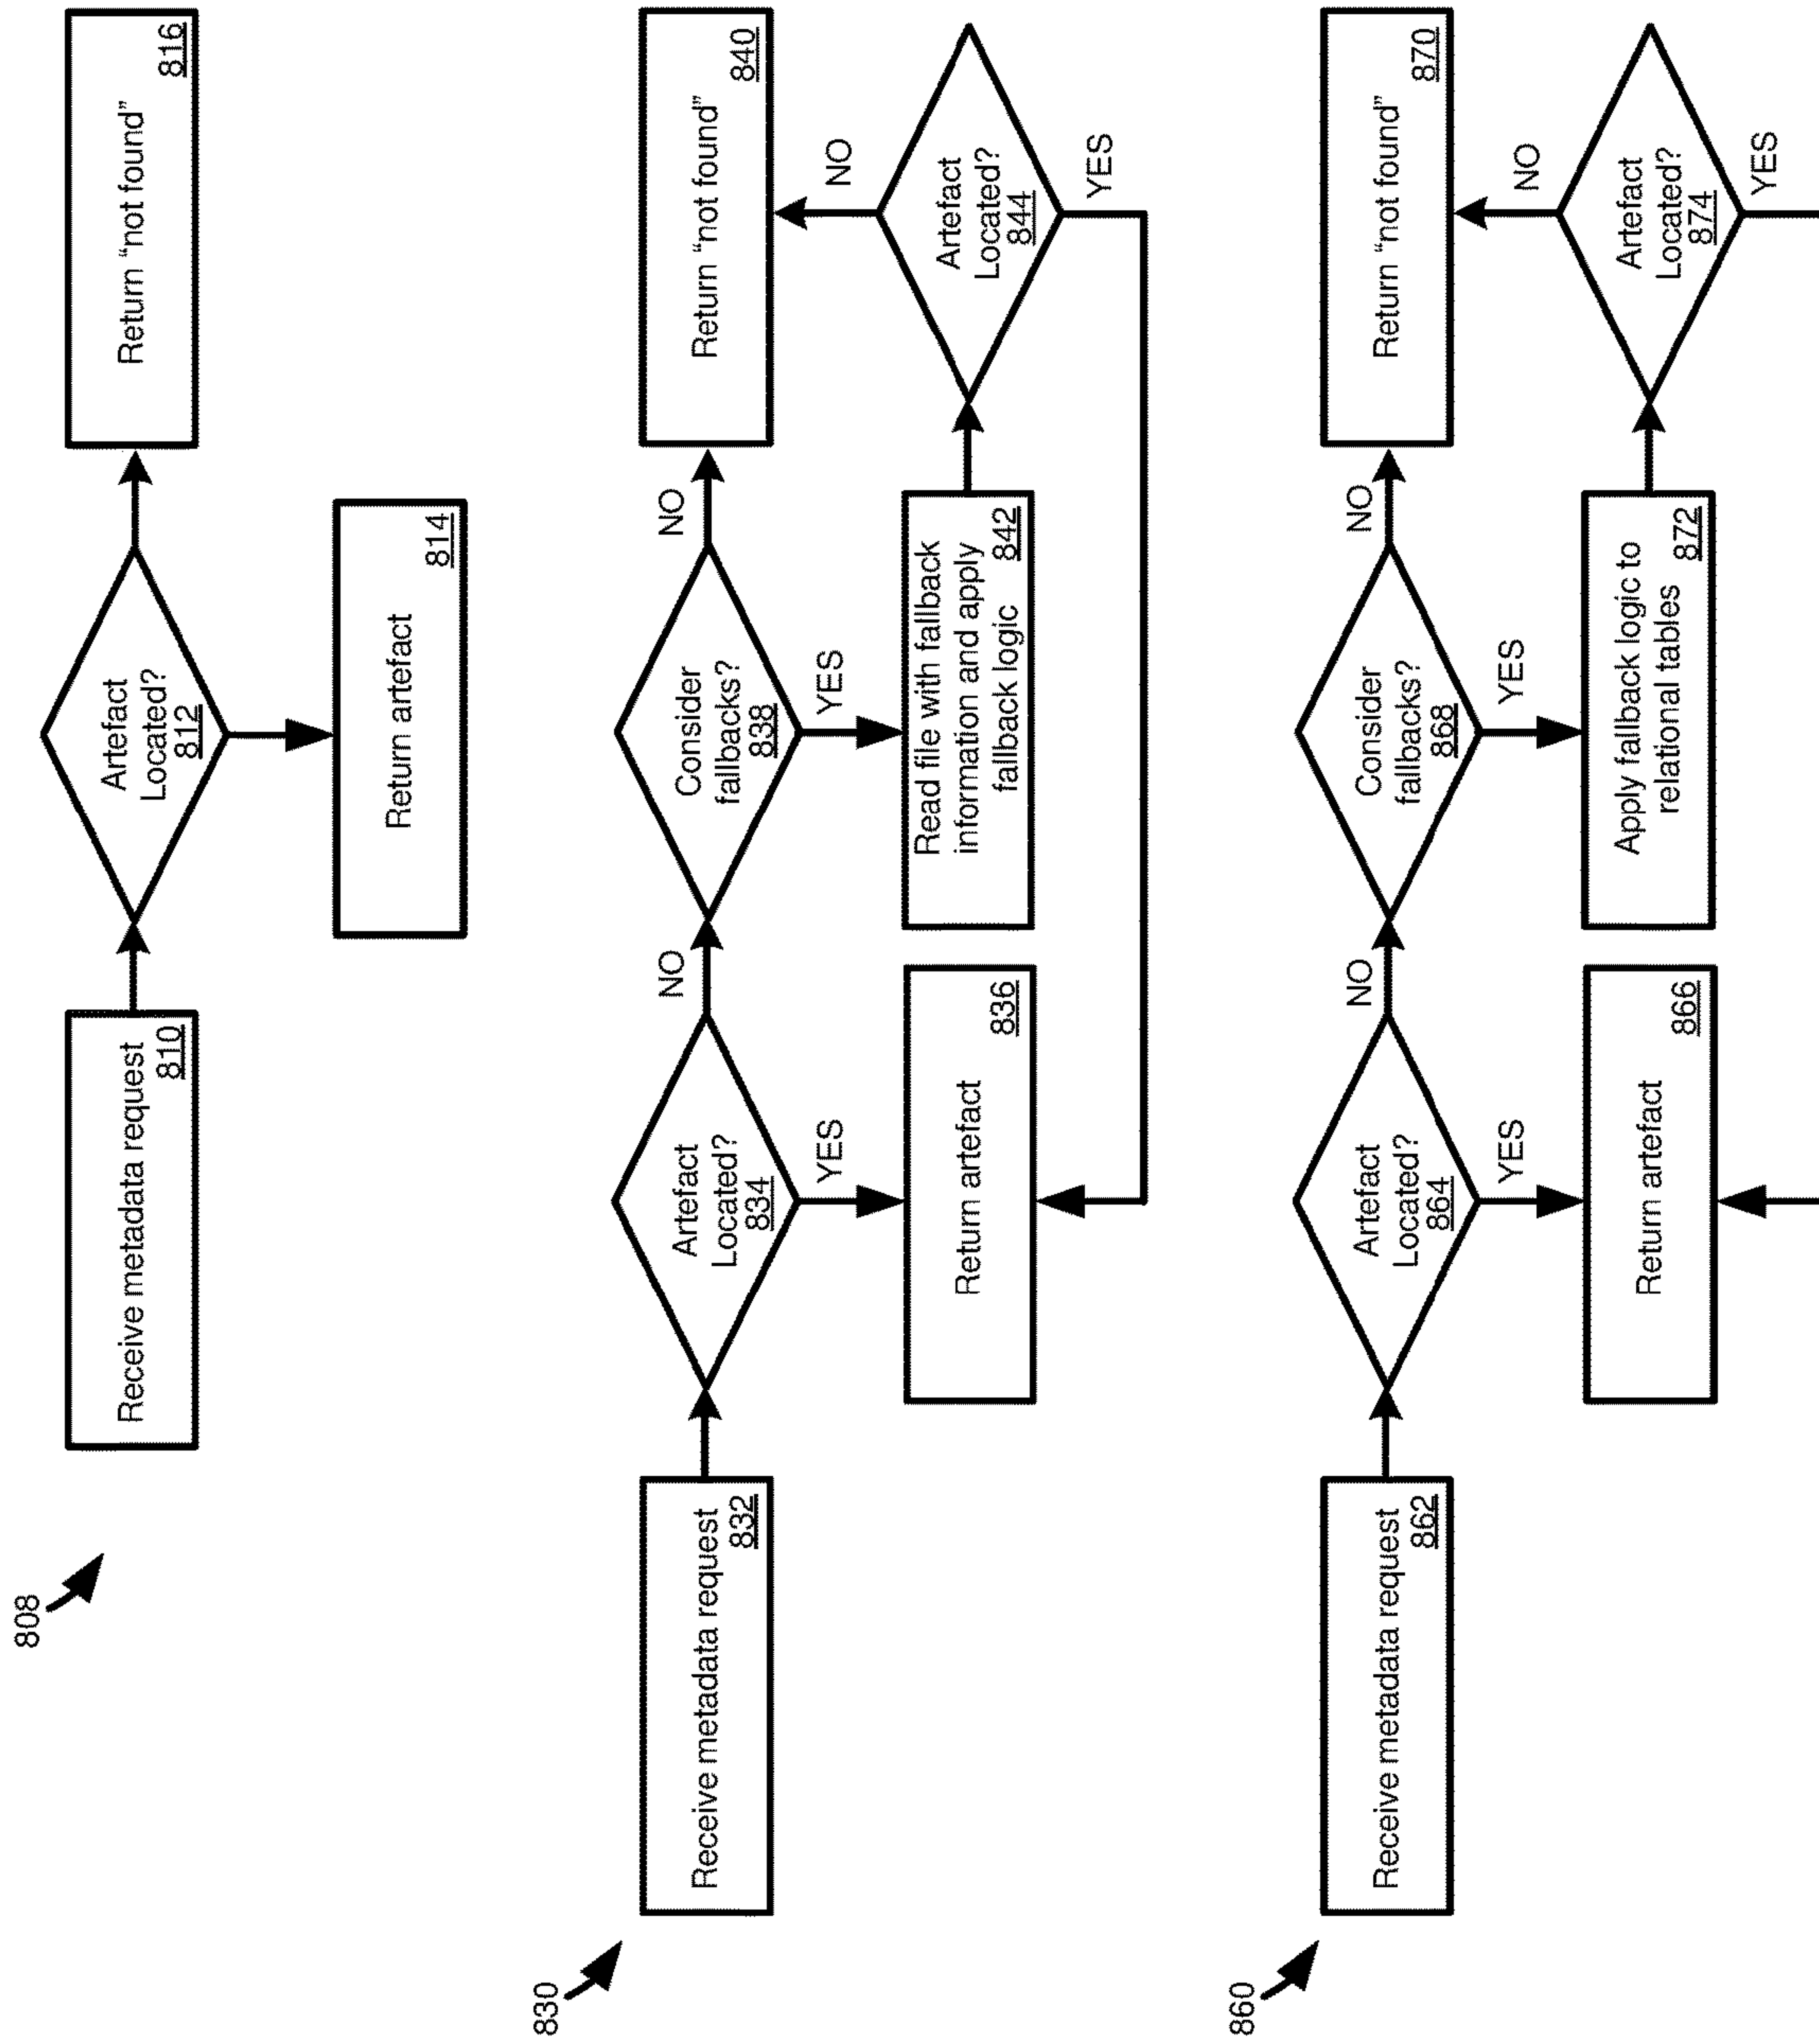 808
Receive metadata request
810
Artefact
Located?
812
Return "not found"
816
Return artefact
814
830
Receive metadata request
832
Artefact
Located?
834
NO
Consider
fallbacks?
838
NO
Return "not found"
840
YES
Return artefact
836
YES
Read file with fallback
information and apply
fallback logic 842
Artefact
Located?
844
NO
YES
860
Receive metadata request
862
Artefact
Located?
864
NO
Consider
fallbacks?
868
NO
Return "not found"
870
YES
Return artefact
866
YES
Apply fallback logic to
relational tables
872
Artefact
Located?
874
NO
YES